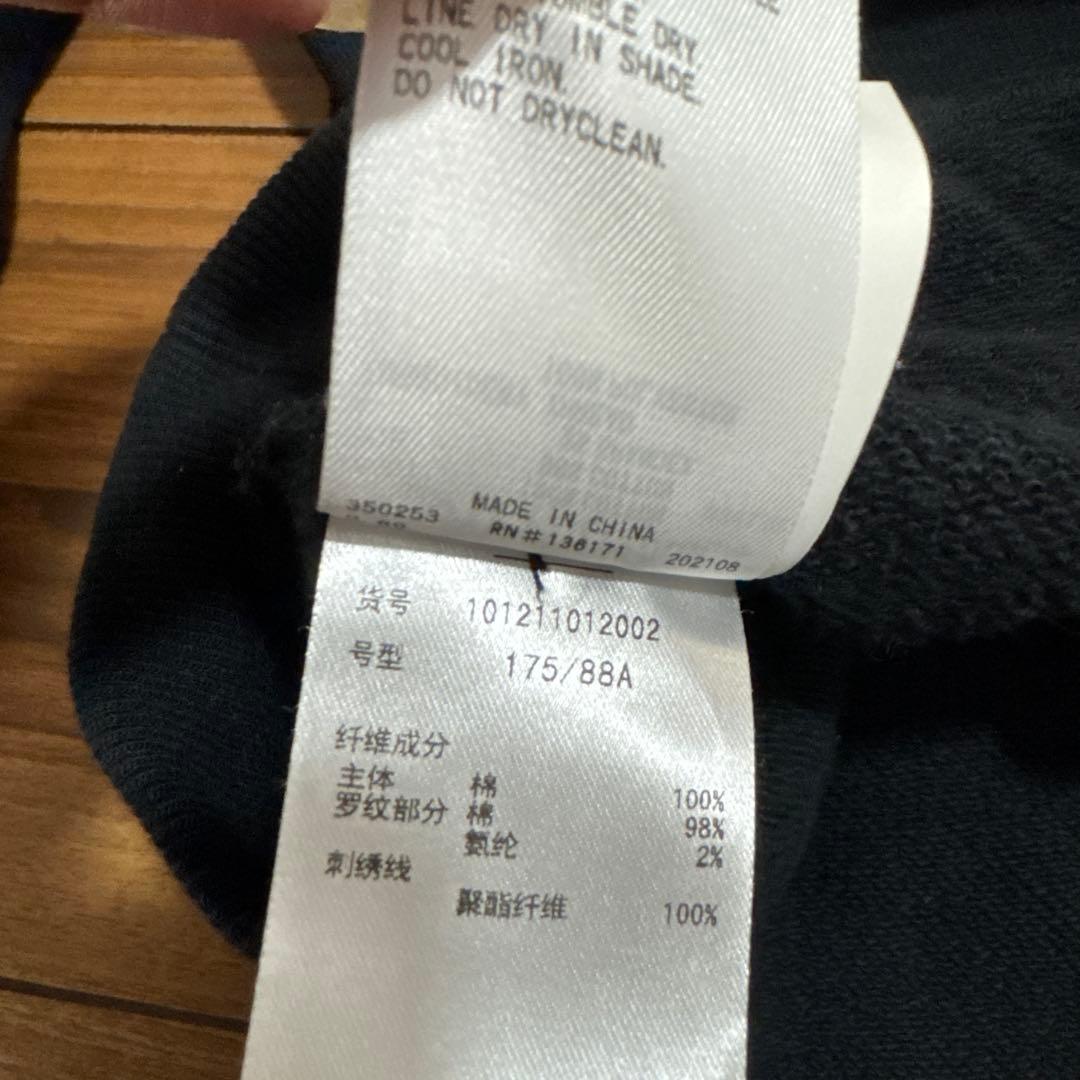 DRY
LINE DRY IN SHADE.
COOL IRON.
DO NOT DRYCLEAN.
350253
MADE IN CHINA
RN#136171
202108
货号 101211012002
号型 175/88A
纤维成分
主体 棉 100%
罗纹部分 棉 98%
氨纶 2%
刺绣线
聚酯纤维 100%